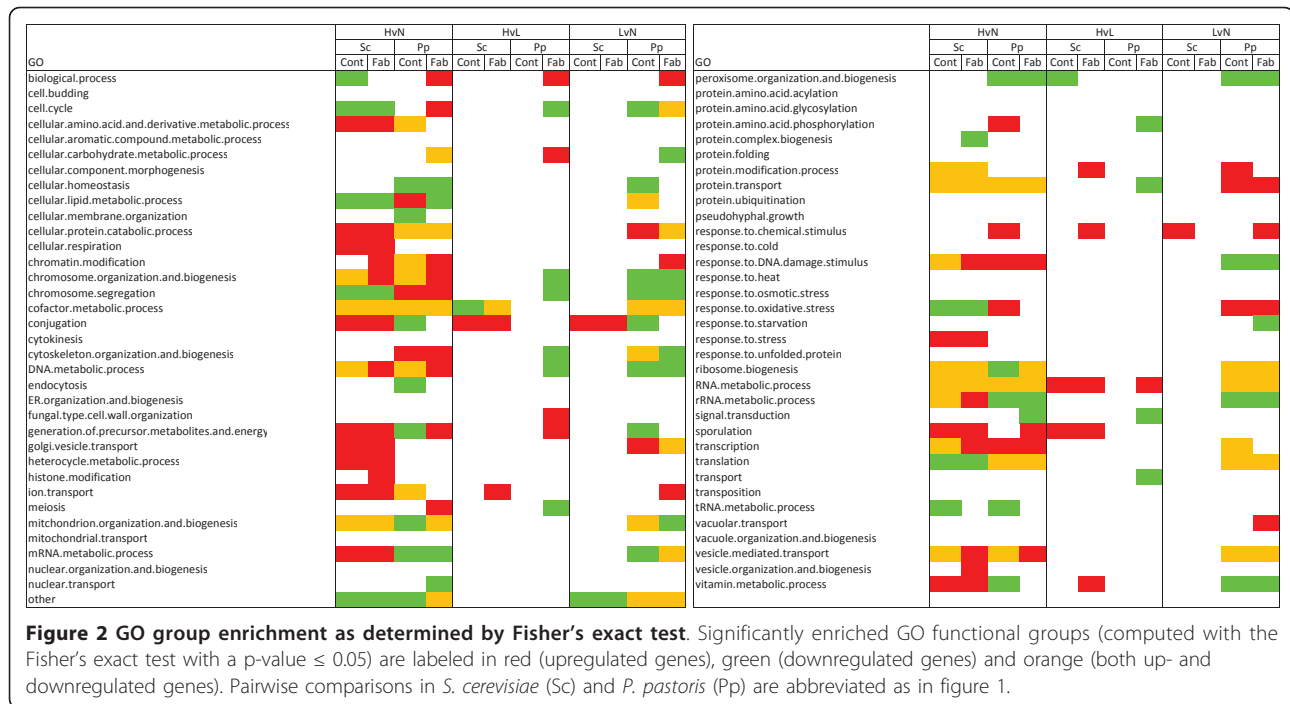 HvN HvL LvN
Sc Pp Sc Pp Sc Pp
GO Cont Fab Cont Fab Cont Fab Cont Fab Cont Fab Cont Fab
biological.process
cell.budding
cell.cycle
cellular.amino.acid.and.derivative.metabolic.process
cellular.aromatic.compound.metabolic.process
cellular.carbohydrate.metabolic.process
cellular.component.morphogenesis
cellular.homeostasis
cellular.lipid.metabolic.process
cellular.membrane.organization
cellular.protein.catabolic.process
cellular.respiration
chromatin.modification
chromosome.organization.and.biogenesis
chromosome.segregation
cofactor.metabolic.process
conjugation
cytokinesis
cytoskeleton.organization.and.biogenesis
DNA.metabolic.process
endocytosis
ER.organization.and.biogenesis
fungal.type.cell.wall.organization
generation.of.precursor.metabolites.and.energy
golgi.vesicle.transport
heterocycle.metabolic.process
histone.modification
ion.transport
meiosis
mitchondrion.organization.and.biogenesis
mitochondrial.transport
mRNA.metabolic.process
nuclear.organization.and.biogenesis
nuclear.transport
other
HvN HvL LvN
Sc Pp Sc Pp Sc Pp
GO Cont Fab Cont Fab Cont Fab Cont Fab Cont Fab Cont Fab
peroxisome.organization.and.biogenesis
protein.amino.acid.acylation
protein.amino.acid.glycosylation
protein.amino.acid.phosphorylation
protein.complex.biogenesis
protein.folding
protein.modification.process
protein.transport
protein.ubiquitination
pseudohyphal.growth
response.to.chemical.stimulus
response.to.cold
response.to.DNA.damage.stimulus
response.to.heat
response.to.osmotic.stress
response.to.oxidative.stress
response.to.starvation
response.to.stress
response.to.unfolded.protein
ribosome.biogenesis
RNA.metabolic.process
rRNA.metabolic.process
signal.transduction
sporulation
transcription
translation
transport
transposition
tRNA.metabolic.process
vacuolar.transport
vacuole.organization.and.biogenesis
vesicle.mediated.transport
vesicle.organization.and.biogenesis
vitamin.metabolic.process
Figure 2 GO group enrichment as determined by Fisher's exact test. Significantly enriched GO functional groups (computed with the
Fisher's exact test with a p-value ≤ 0.05) are labeled in red (upregulated genes), green (downregulated genes) and orange (both up- and
downregulated genes). Pairwise comparisons in S. cerevisiae (Sc) and P. pastoris (Pp) are abbreviated as in figure 1.